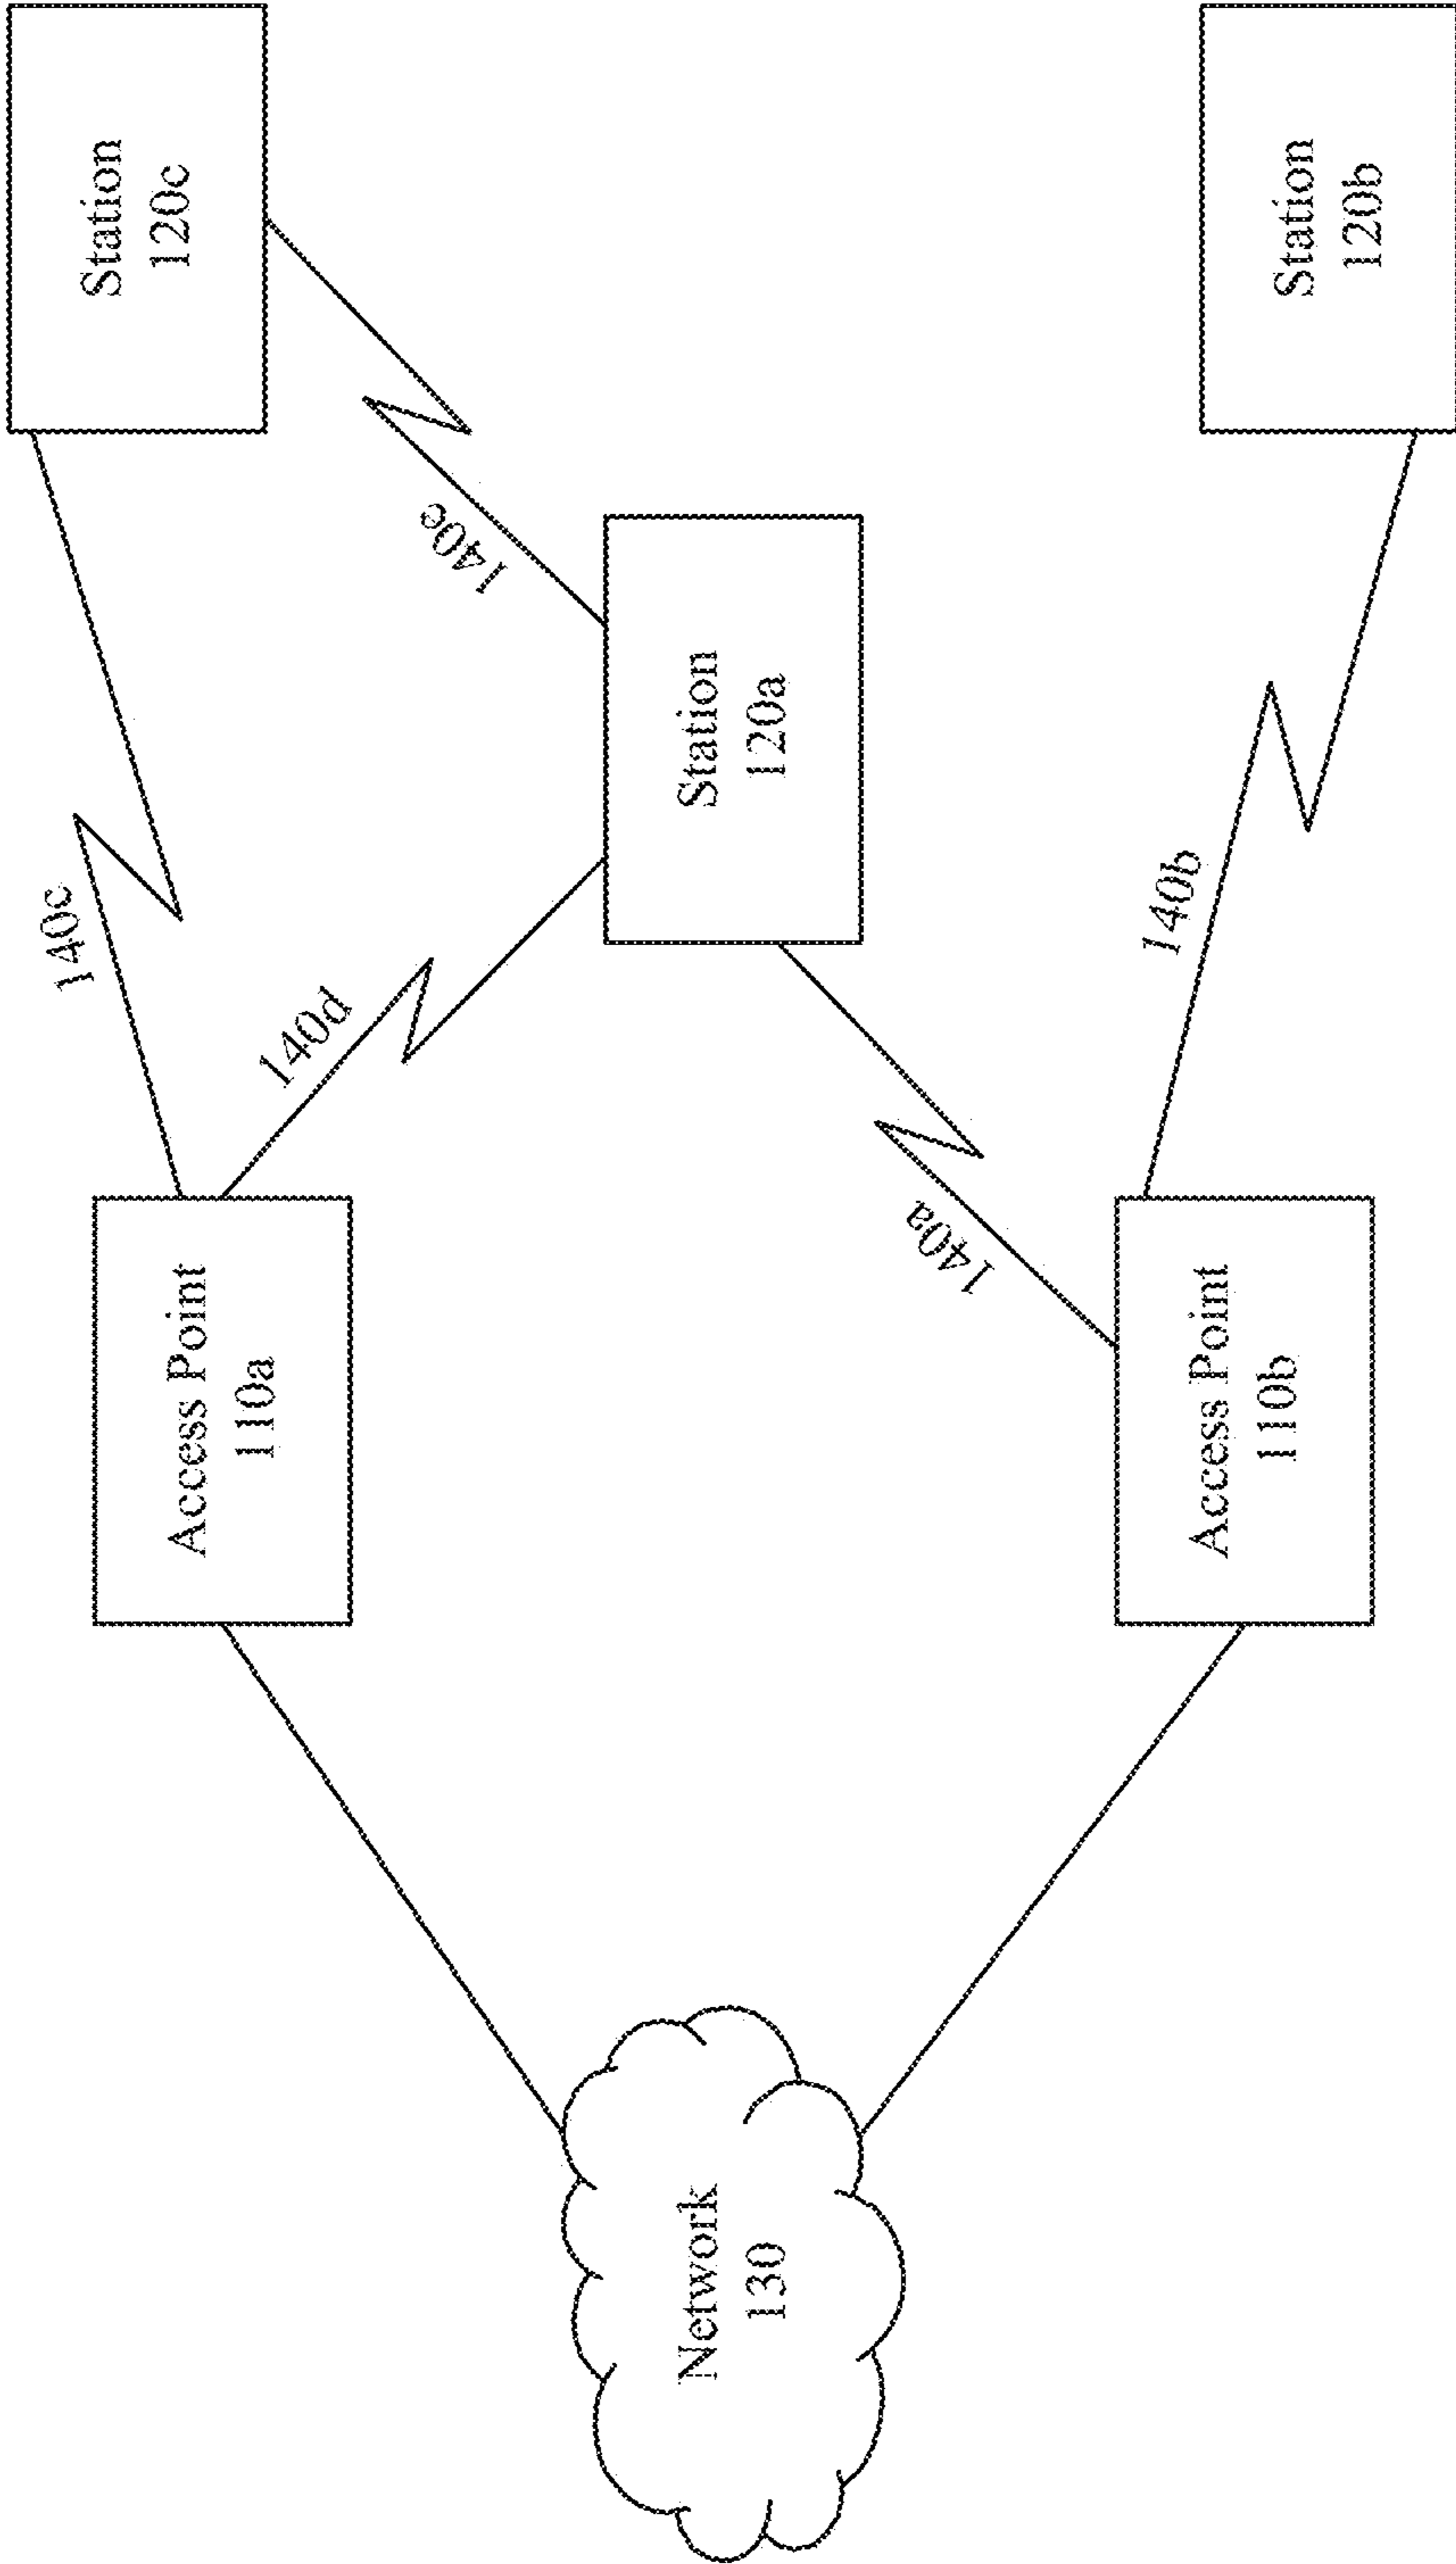 140c
Station
120c
Access Point
110a
140d
140e
Network
130
Station
120a
140a
140b
Access Point
110b
Station
120b